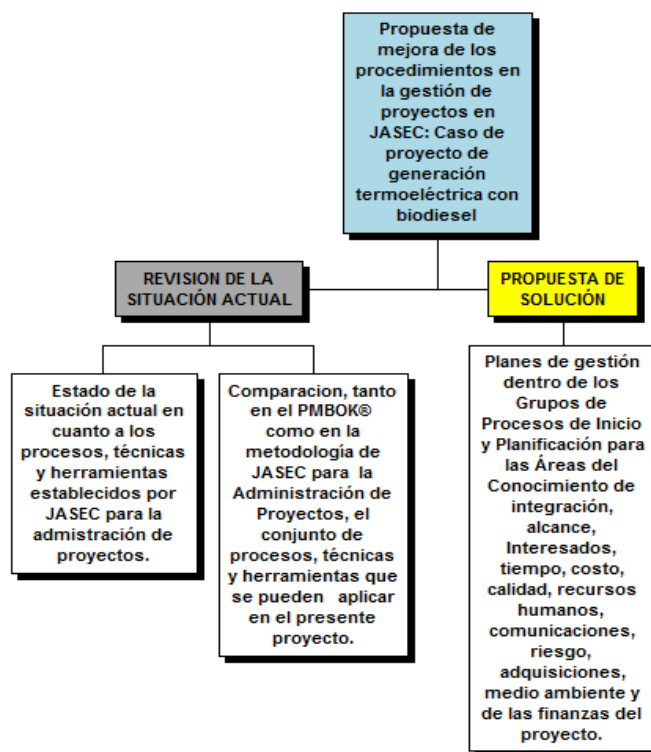 Propuesta de
mejora de los
procedimientos en
la gestión de
proyectos en
JASEC: Caso de
proyecto de
generación
termoeléctrica con
biodiesel
REVISION DE LA
SITUACIÓN ACTUAL
PROPUESTA DE
SOLUCIÓN
Estado de la
situación actual en
cuanto a los
procesos, técnicas
y herramientas
establecidos por
JASEC para la
admistración de
proyectos.
Comparacion, tanto
en el PMBOK®
como en la
metodología de
JASEC para la
Administración de
Proyectos, el
conjunto de
procesos, técnicas
y herramientas que
se pueden aplicar
en el presente
proyecto.
Planes de gestión
dentro de los
Grupos de
Procesos de Inicio
y Planificación para
las Áreas del
Conocimiento de
integración,
alcance,
Interesados,
tiempo, costo,
calidad, recursos
humanos,
comunicaciones,
riesgo,
adquisiciones,
medio ambiente y
de las finanzas del
proyecto.